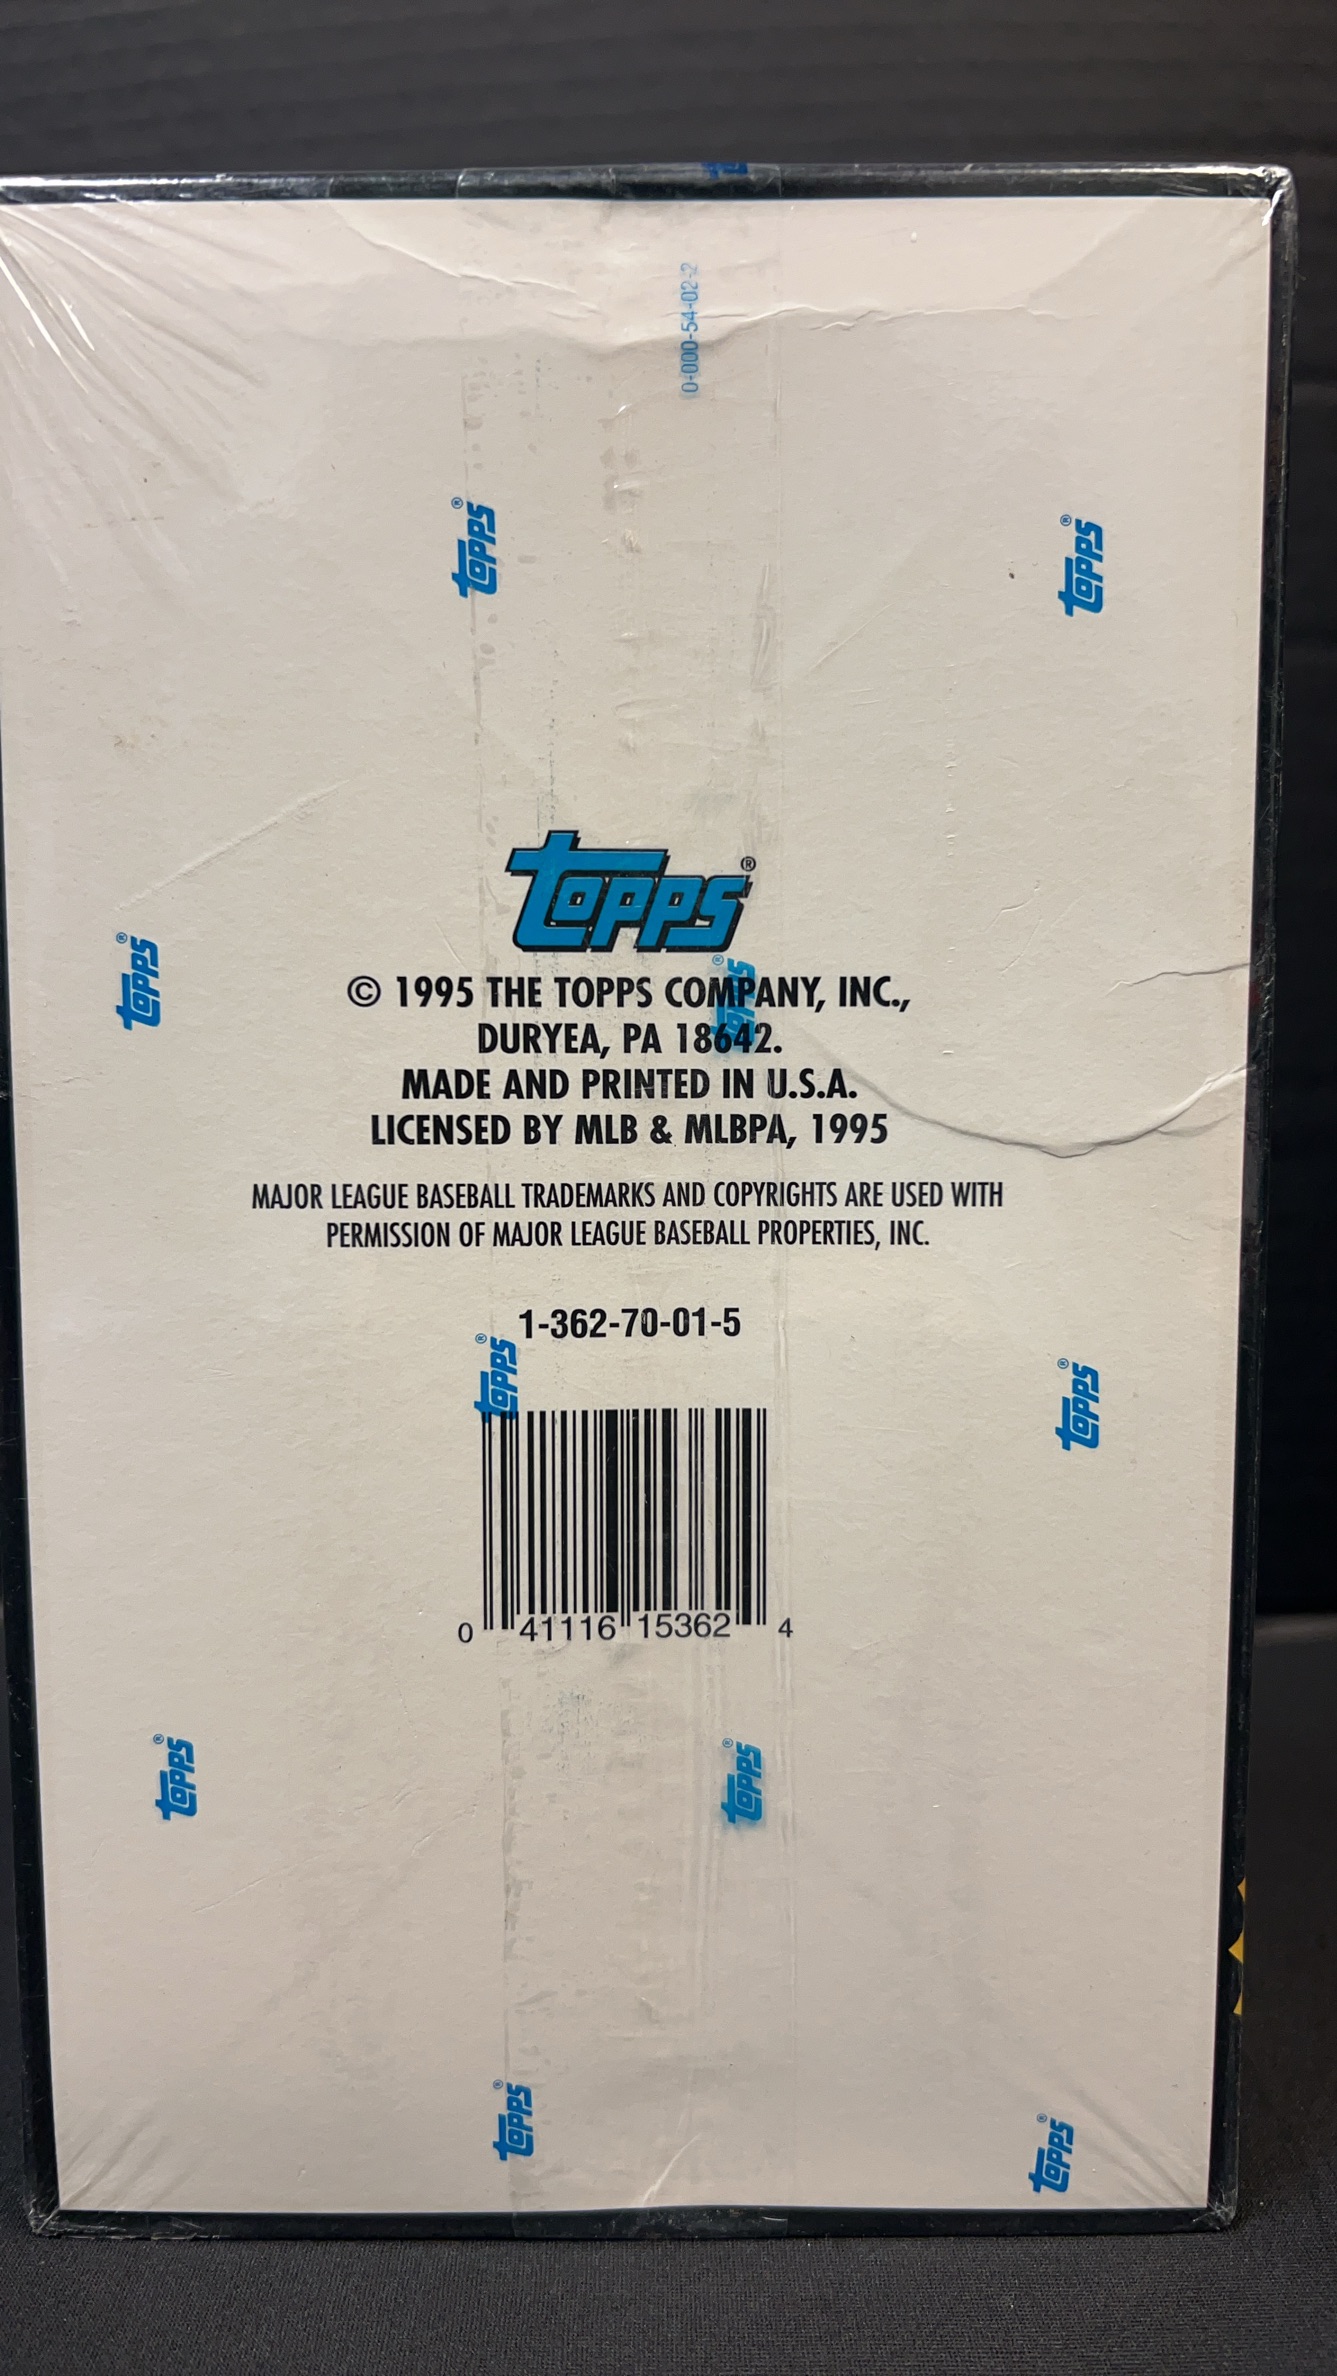 0-000-54-02-2
topps®
topps®
topps®
topps®
© 1995 THE TOPPS COMPANY, INC.,
topps®
DURYEA, PA 18642.
MADE AND PRINTED IN U.S.A.
LICENSED BY MLB & MLBPA, 1995
MAJOR LEAGUE BASEBALL TRADEMARKS AND COPYRIGHTS ARE USED WITH
PERMISSION OF MAJOR LEAGUE BASEBALL PROPERTIES, INC.
1-362-70-01-5
topps®
topps®
0 41116 15362 4
topps®
topps®
topps®
topps®